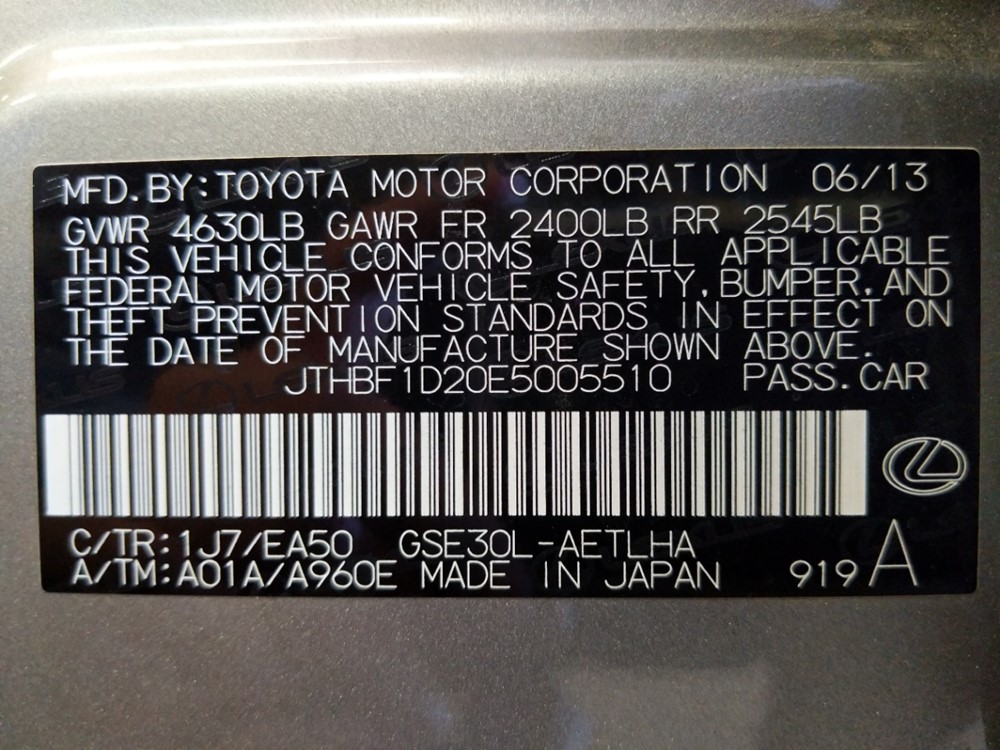 MFD.BY:TOYOTA MOTOR CORPORATION 06/13
GVWR 4630LB GAWR FR 2400LB RR 2545LB
THIS VEHICLE CONFORMS TO ALL APPLICABLE
FEDERAL MOTOR VEHICLE SAFETY,BUMPER,AND
THEFT PREVENTION STANDARDS IN EFFECT ON
THE DATE OF MANUFACTURE SHOWN ABOVE.
JTHBF1D20E5005510 PASS.CAR
C/TR:1J7/EA50 GSE30L-AETLHA
A/TM:A01A/A960E MADE IN JAPAN 919 A